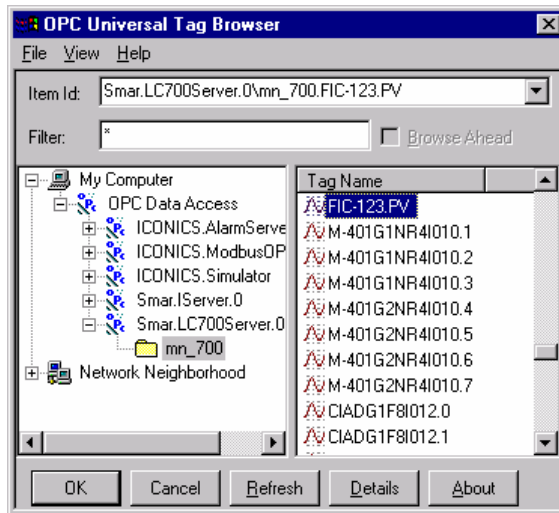 OPC Universal Tag Browser
File View Help
Item Id: Smar.LC700Server.0\mn_700.FIC-123.PV
Filter: * Browse Ahead
My Computer
OPC Data Access
ICONICS.AlarmServe
ICONICS.ModbusOP
ICONICS.Simulator
Smar.IServer.0
Smar.LC700Server.0
mn_700
Network Neighborhood
Tag Name
FIC-123.PV
M-401G1NR4I010.1
M-401G1NR4I010.2
M-401G1NR4I010.3
M-401G2NR4I010.4
M-401G2NR4I010.5
M-401G2NR4I010.6
M-401G2NR4I010.7
CIADG1F8I012.0
CIADG1F8I012.1
OK Cancel Refresh Details About